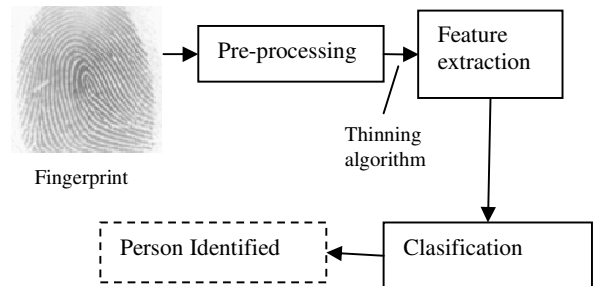 Pre-processing
Feature
extraction
Thinning
algorithm
Fingerprint
Person Identified
Clasification